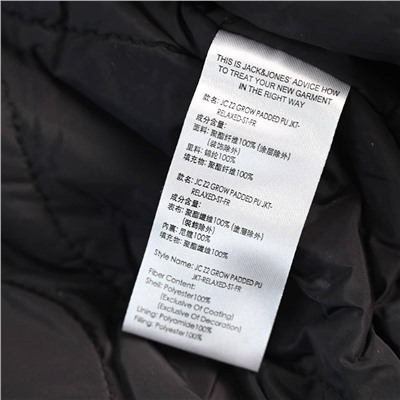 THIS IS JACK&JONES' ADVICE HOW
TO TREAT YOUR NEW GARMENT
IN THE RIGHT WAY
款名: JC Z2 GROW PADDED PU JKT-
RELAXED-ST-FR
成分含量:
面料: 聚酯纤维100% (涂层除外)
(装饰除外)
里料: 锦纶100%
填充物: 聚酯纤维100%
款名: JC Z2 GROW PADDED PU JKT-
RELAXED-ST-FR
成分含量:
表布: 聚酯纖維100% (塗層除外)
(裝飾除外)
內裏: 尼龍100%
填充物: 聚酯纖維100%
Style Name: JC Z2 GROW PADDED PU
JKT-RELAXED-ST-FR
Fiber Content:
Shell: Polyester100%
(Exclusive Of Coating)
(Exclusive Of Decoration)
Lining: Polyamide100%
Filling: Polyester100%